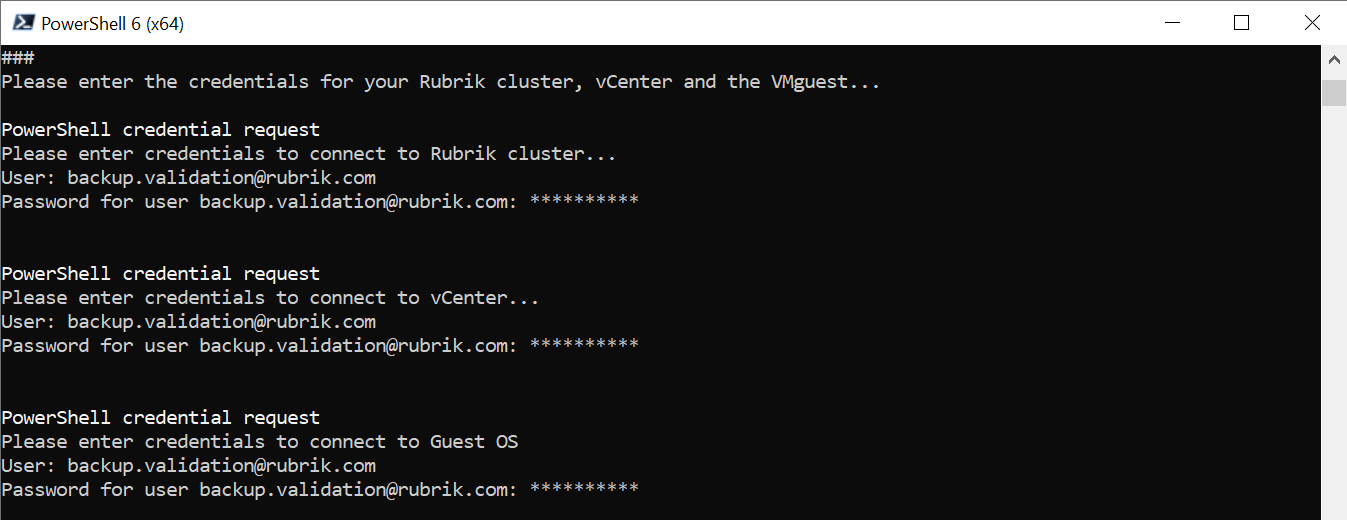 PowerShell 6 (x64)
###
Please enter the credentials for your Rubrik cluster, vCenter and the VMguest...
PowerShell credential request
Please enter credentials to connect to Rubrik cluster...
User: backup.validation@rubrik.com
Password for user backup.validation@rubrik.com: **********
PowerShell credential request
Please enter credentials to connect to vCenter...
User: backup.validation@rubrik.com
Password for user backup.validation@rubrik.com: **********
PowerShell credential request
Please enter credentials to connect to Guest OS
User: backup.validation@rubrik.com
Password for user backup.validation@rubrik.com: **********